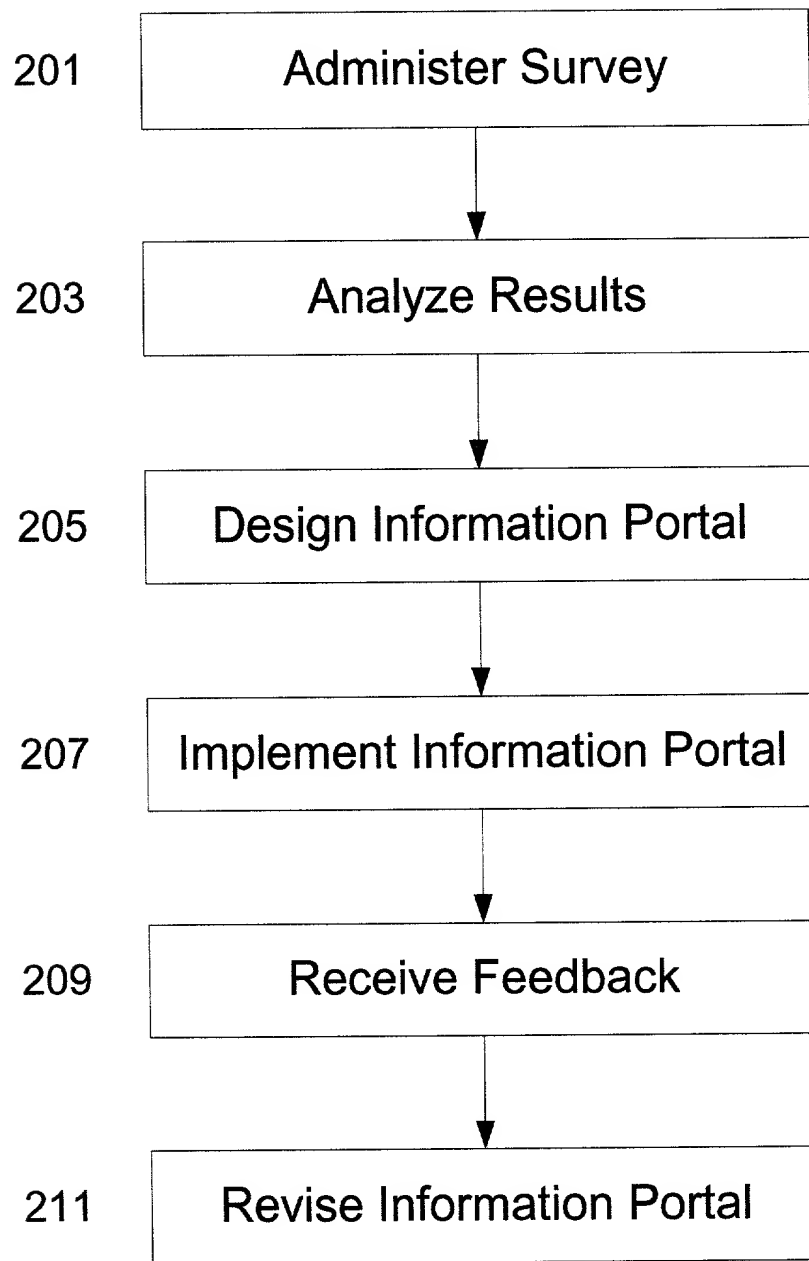 201 Administer Survey
203 Analyze Results
205 Design Information Portal
207 Implement Information Portal
209 Receive Feedback
211 Revise Information Portal